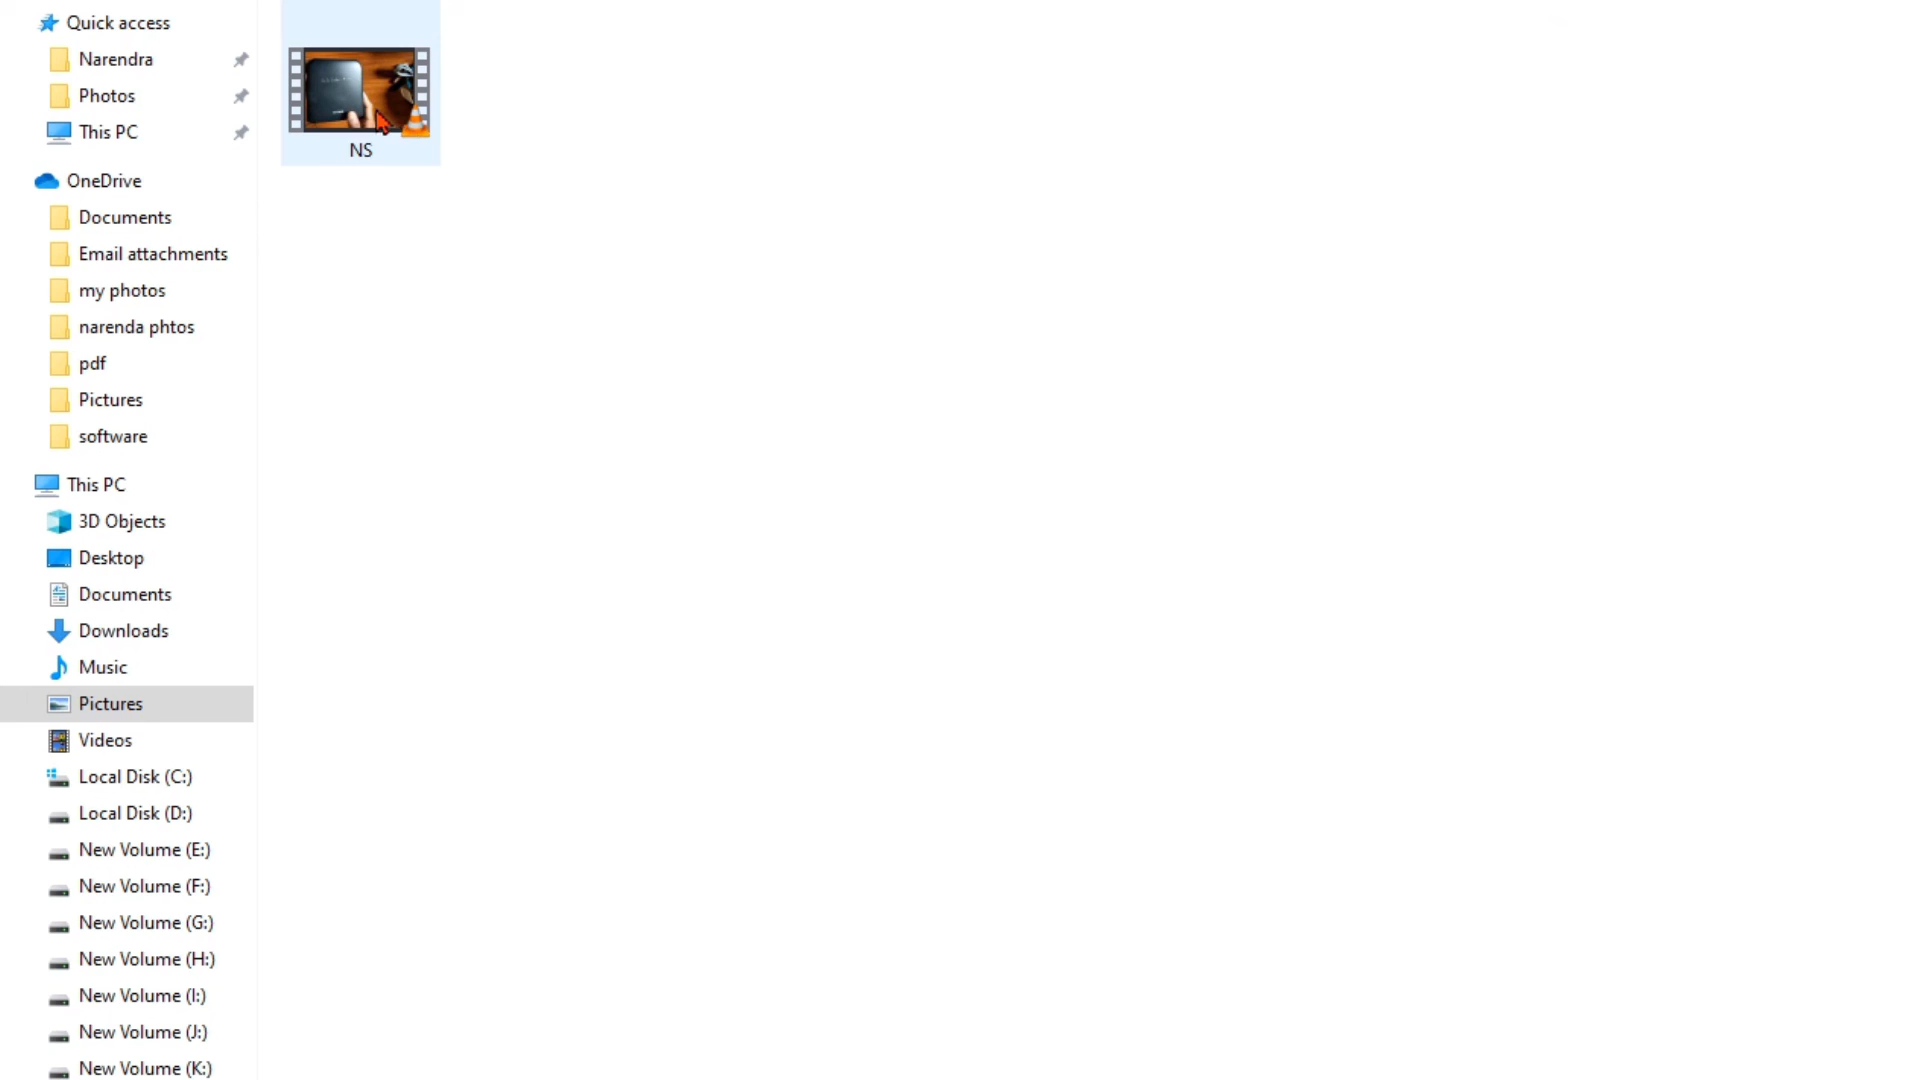 Quick access
Narendra
Photos
This PC
OneDrive
Documents
Email attachments
my photos
narenda phtos
pdf
Pictures
software
This PC
3D Objects
Desktop
Documents
Downloads
Music
Pictures
Videos
Local Disk (C:)
Local Disk (D:)
New Volume (E:)
New Volume (F:)
New Volume (G:)
New Volume (H:)
New Volume (I:)
New Volume (J:)
New Volume (K:)
NS